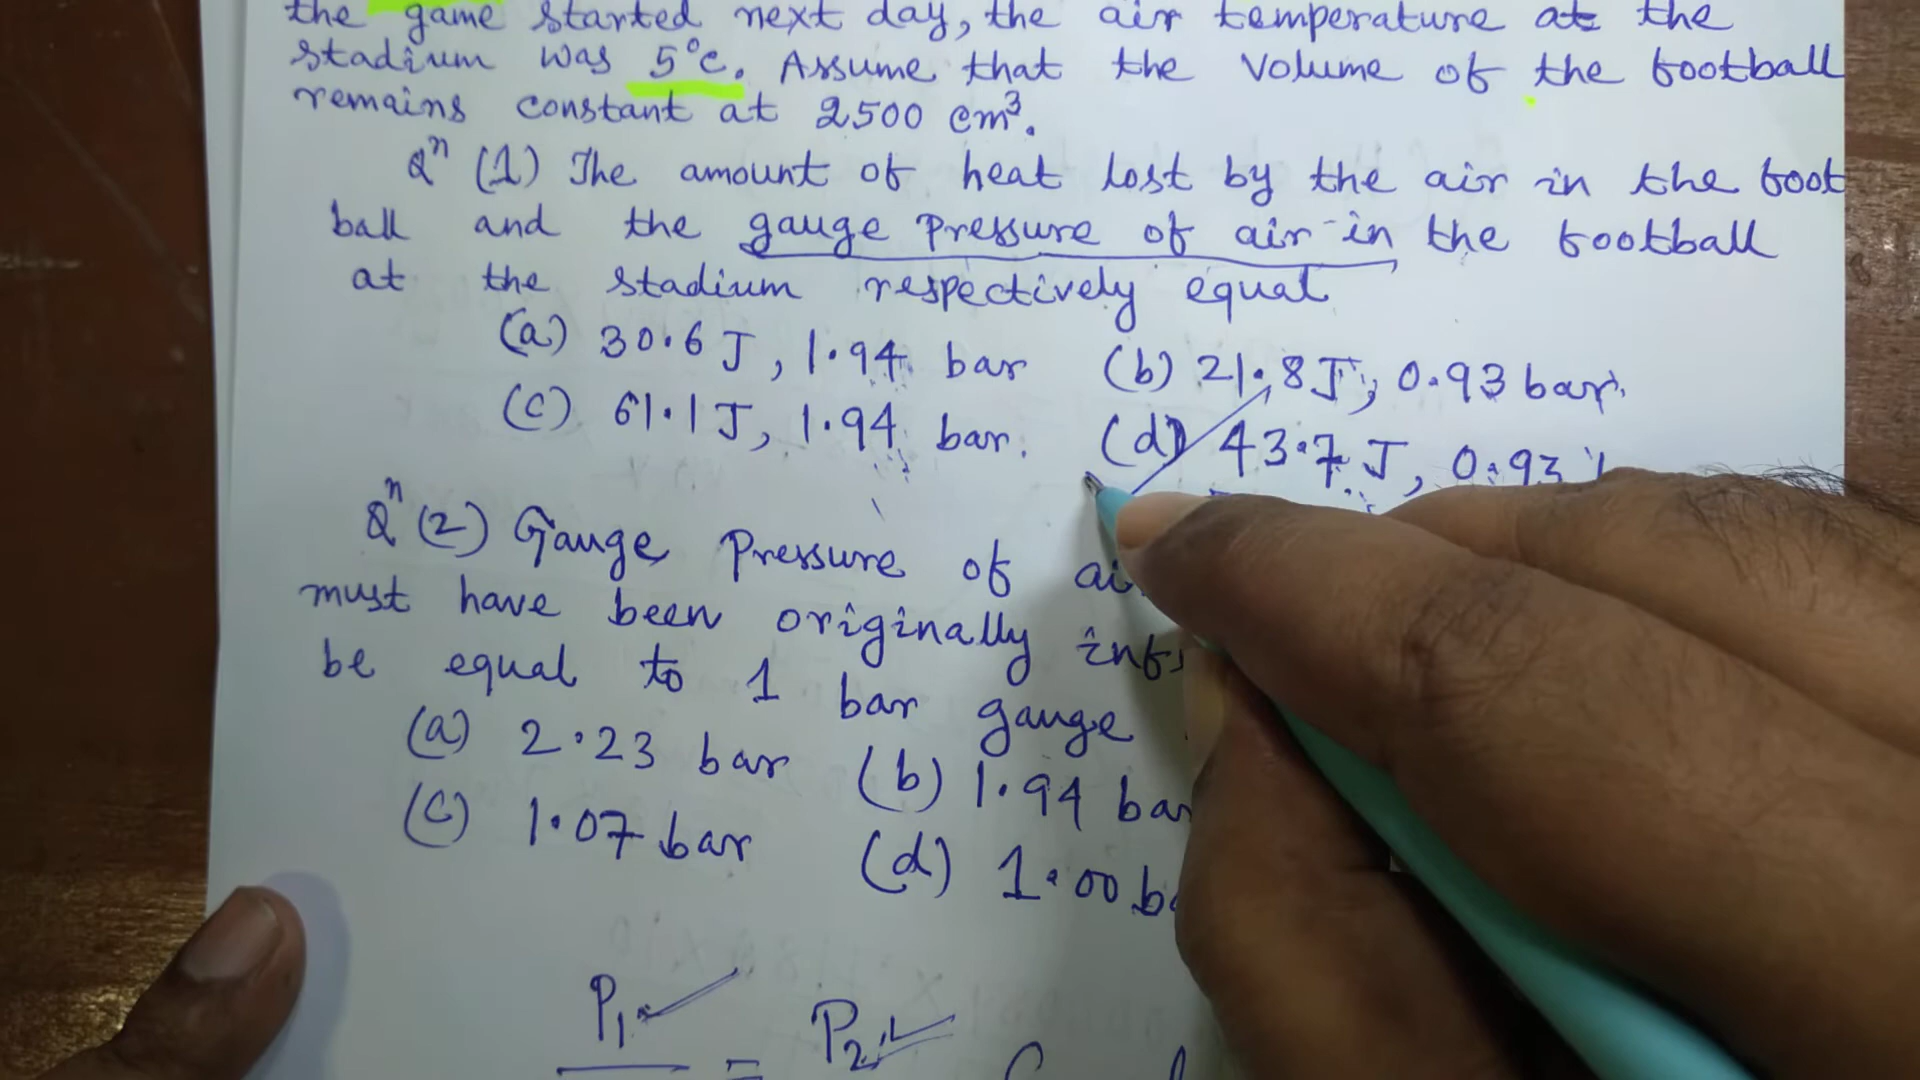 the game started next day, the air temperature at the
stadium was 5°C. Assume that the volume of the football
remains constant at 2500 cm³.
Qⁿ (1) The amount of heat lost by the air in the foot
ball and the gauge pressure of air in the football
at the stadium respectively equal
(a) 30.6 J, 1.94 bar (b) 21.8 J, 0.93 bar.
(c) 61.1 J, 1.94 bar. (d) 43.7 J, 0.93
Qⁿ (2) Gauge pressure of
must have been originally
be equal to 1 bar gauge
(a) 2.23 bar (b) 1.94 bar
(c) 1.07 bar (d) 1.00
P₁ = P₂